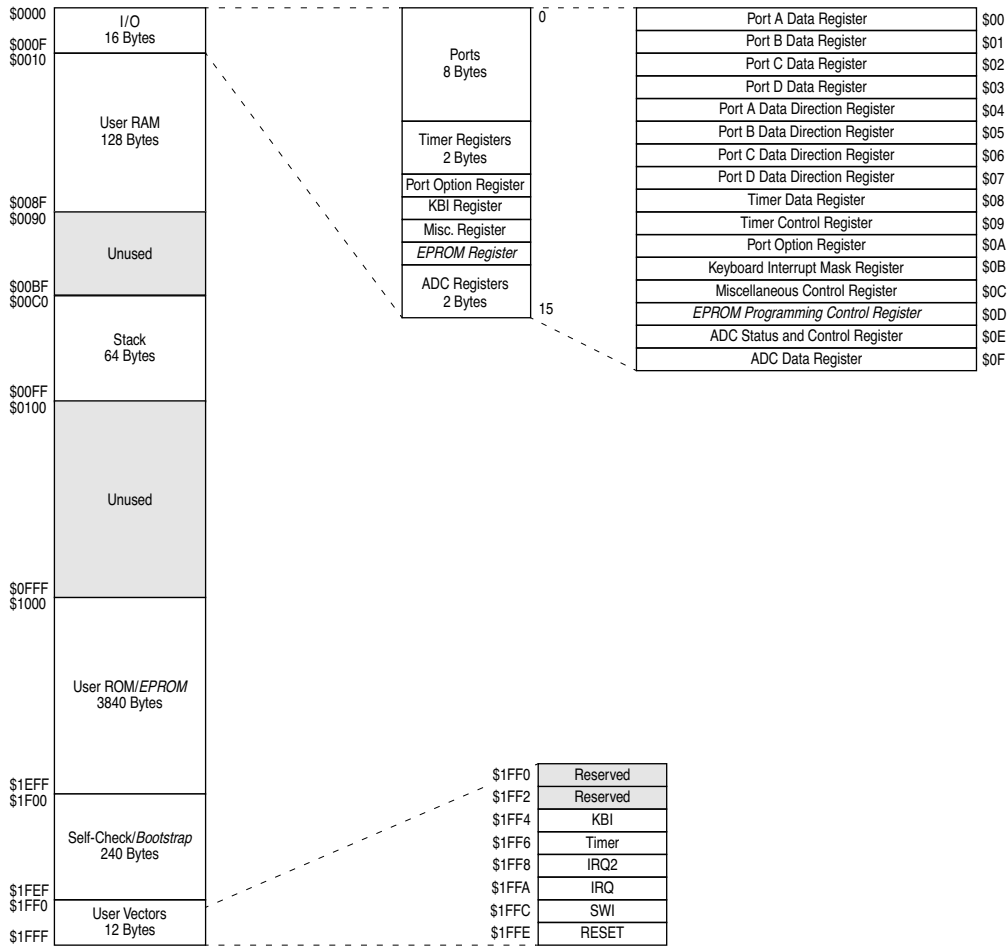 $0000
I/O
16 Bytes
$000F
$0010
User RAM
128 Bytes
$008F
$0090
Unused
$00BF
$00C0
Stack
64 Bytes
$00FF
$0100
Unused
$0FFF
$1000
User ROM/EPROM
3840 Bytes
$1EFF
$1F00
Self-Check/Bootstrap
240 Bytes
$1FEF
$1FF0
User Vectors
12 Bytes
$1FFF
0
Ports
8 Bytes
Timer Registers
2 Bytes
Port Option Register
KBI Register
Misc. Register
EPROM Register
ADC Registers
2 Bytes
15
Port A Data Register $00
Port B Data Register $01
Port C Data Register $02
Port D Data Register $03
Port A Data Direction Register $04
Port B Data Direction Register $05
Port C Data Direction Register $06
Port D Data Direction Register $07
Timer Data Register $08
Timer Control Register $09
Port Option Register $0A
Keyboard Interrupt Mask Register $0B
Miscellaneous Control Register $0C
EPROM Programming Control Register $0D
ADC Status and Control Register $0E
ADC Data Register $0F
$1FF0 Reserved
$1FF2 Reserved
$1FF4 KBI
$1FF6 Timer
$1FF8 IRQ2
$1FFA IRQ
$1FFC SWI
$1FFE RESET